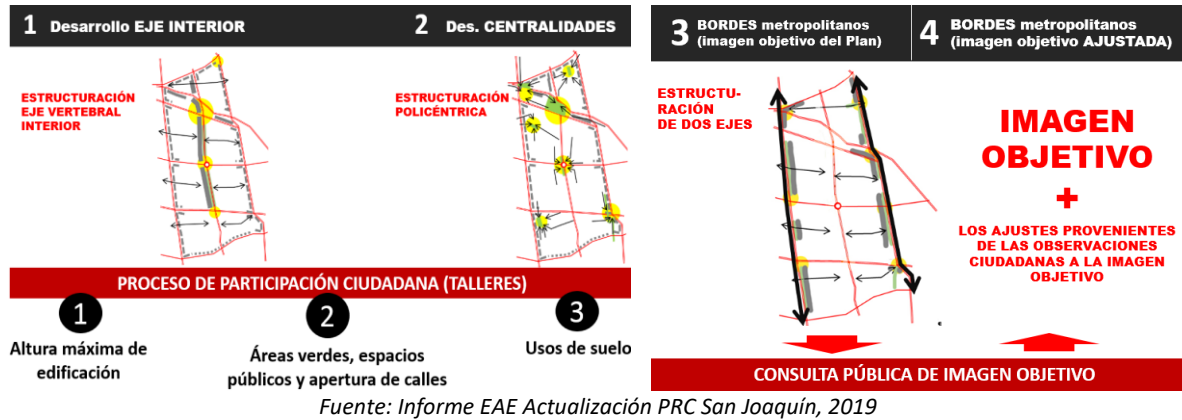 1 Desarrollo EJE INTERIOR
2 Des. CENTRALIDADES
ESTRUCTURACIÓN
EJE VERTEBRAL
INTERIOR
ESTRUCTURACIÓN
POLICÉNTRICA
PROCESO DE PARTICIPACIÓN CIUDADANA (TALLERES)
1
Altura máxima de
edificación
2
Áreas verdes, espacios
públicos y apertura de calles
3
Usos de suelo
3 BORDES metropolitanos
(imagen objetivo del Plan)
4 BORDES metropolitanos
(imagen objetivo AJUSTADA)
ESTRUCTU-
RACIÓN
DE DOS EJES
IMAGEN
OBJETIVO
+
LOS AJUSTES PROVENIENTES
DE LAS OBSERVACIONES
CIUDADANAS A LA IMAGEN
OBJETIVO
CONSULTA PÚBLICA DE IMAGEN OBJETIVO
Fuente: Informe EAE Actualización PRC San Joaquín, 2019